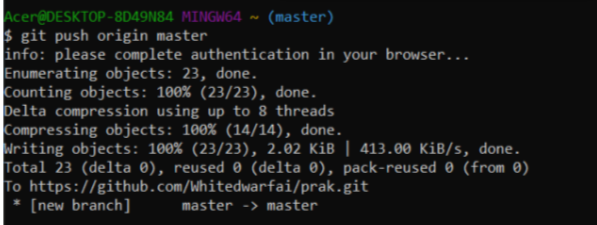 Acer@DESKTOP-8D49N84 MINGW64 ~ (master)
$ git push origin master
info: please complete authentication in your browser...
Enumerating objects: 23, done.
Counting objects: 100% (23/23), done.
Delta compression using up to 8 threads
Compressing objects: 100% (14/14), done.
Writing objects: 100% (23/23), 2.02 KiB | 413.00 KiB/s, done.
Total 23 (delta 0), reused 0 (delta 0), pack-reused 0 (from 0)
To https://github.com/Whitedwarfai/prak.git
 * [new branch]      master -> master